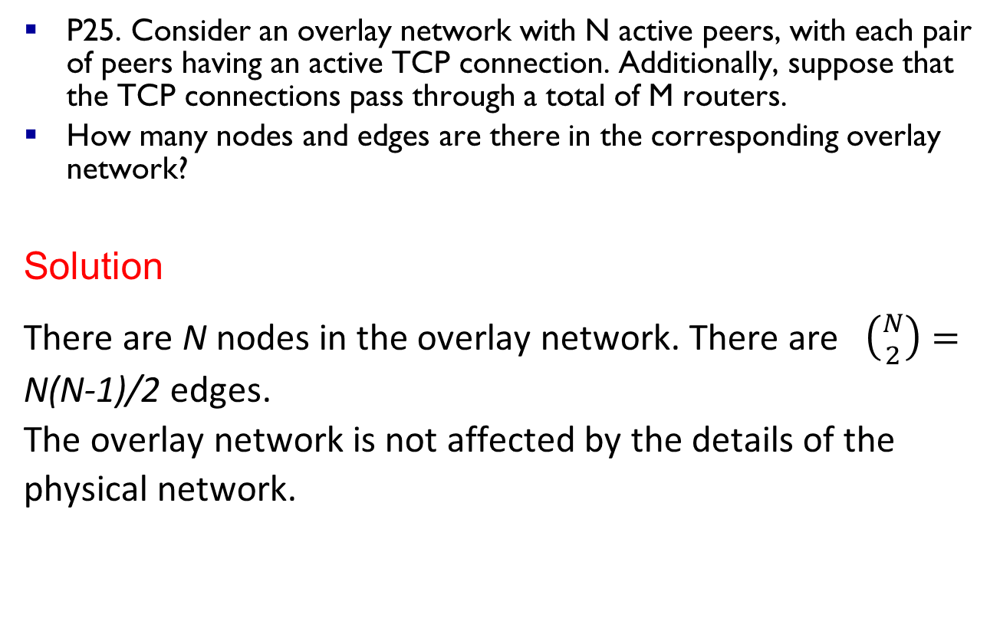 ▪ P25. Consider an overlay network with N active peers, with each pair
of peers having an active TCP connection. Additionally, suppose that
the TCP connections pass through a total of M routers.
▪ How many nodes and edges are there in the corresponding overlay
network?
Solution
There are N nodes in the overlay network. There are (N 2) =
N(N-1)/2 edges.
The overlay network is not affected by the details of the
physical network.